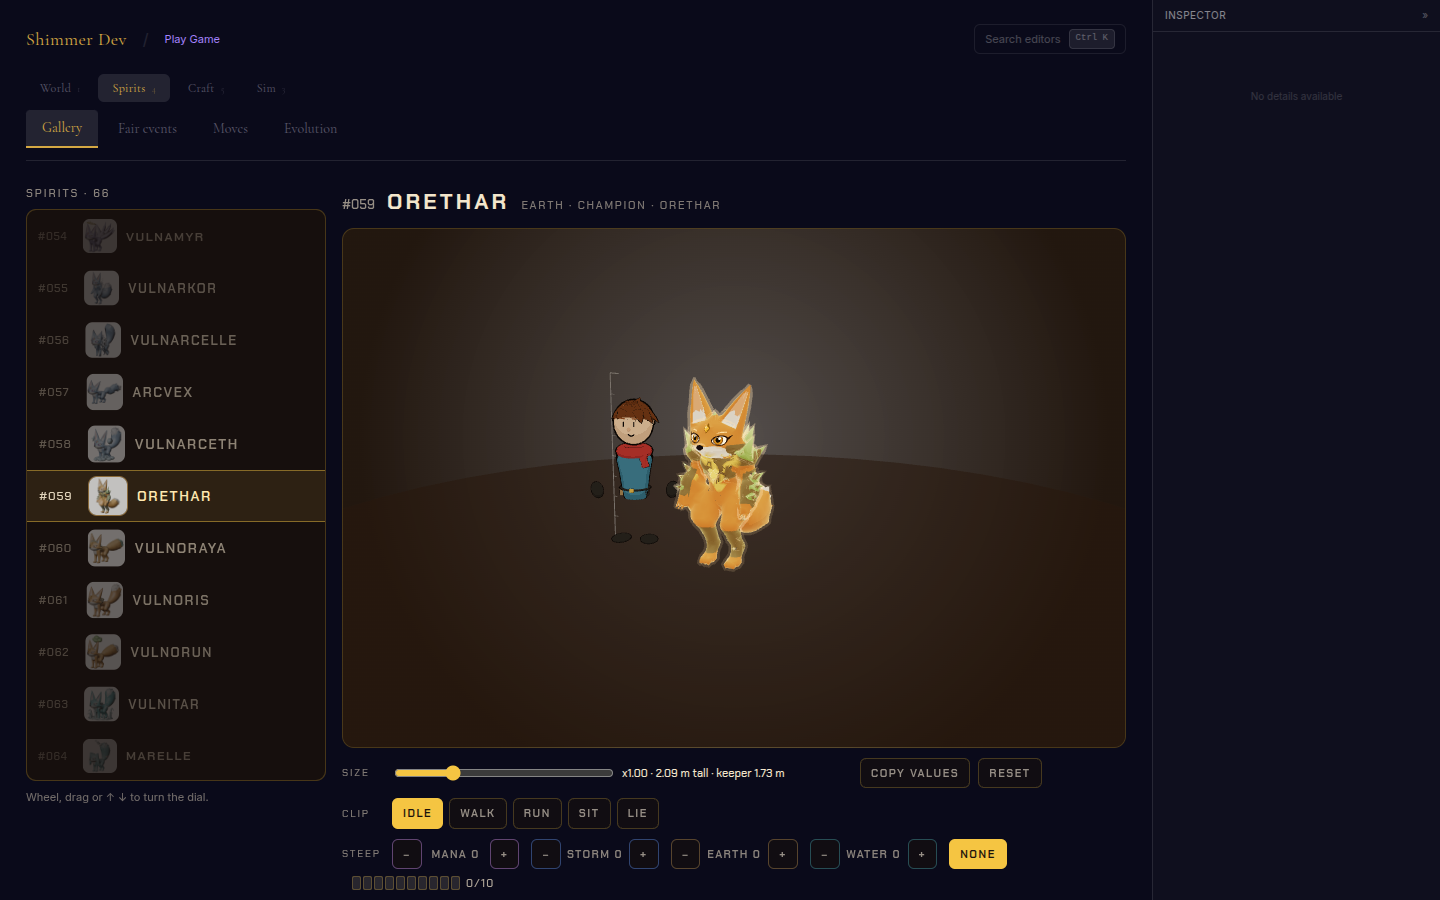 Shimmer Dev / Play Game
Search editors Ctrl K
INSPECTOR »
World Spirits Craft Sim
Gallery Fair events Moves Evolution
No details available
SPIRITS · 66
#054 VULNAMYR
#055 VULNARKOR
#056 VULNARCELLE
#057 ARCVEX
#058 VULNARCETH
#059 ORETHAR
#060 VULNORAYA
#061 VULNORIS
#062 VULNORUN
#063 VULNITAR
#064 MARELLE
Wheel, drag or ↑ ↓ to turn the dial.
#059 ORETHAR EARTH · CHAMPION · ORETHAR
SIZE x1.00 · 2.09 m tall · keeper 1.73 m COPY VALUES RESET
CLIP IDLE WALK RUN SIT LIE
STEEP − MANA 0 + − STORM 0 + − EARTH 0 + − WATER 0 + NONE
0/10